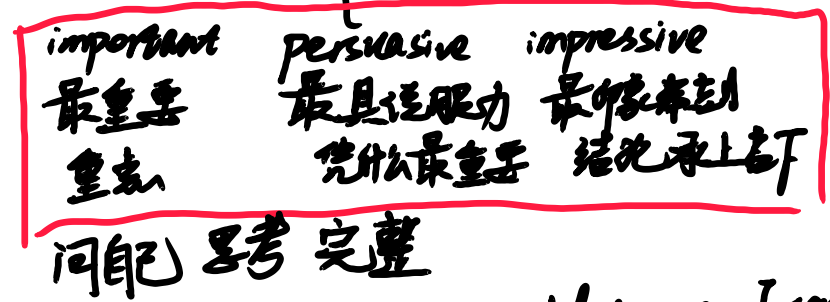 important persuasive impressive
最重要 最具说服力 最印象深刻
重点 凭什么最重要 结论承上启下
问自己 思考 完整